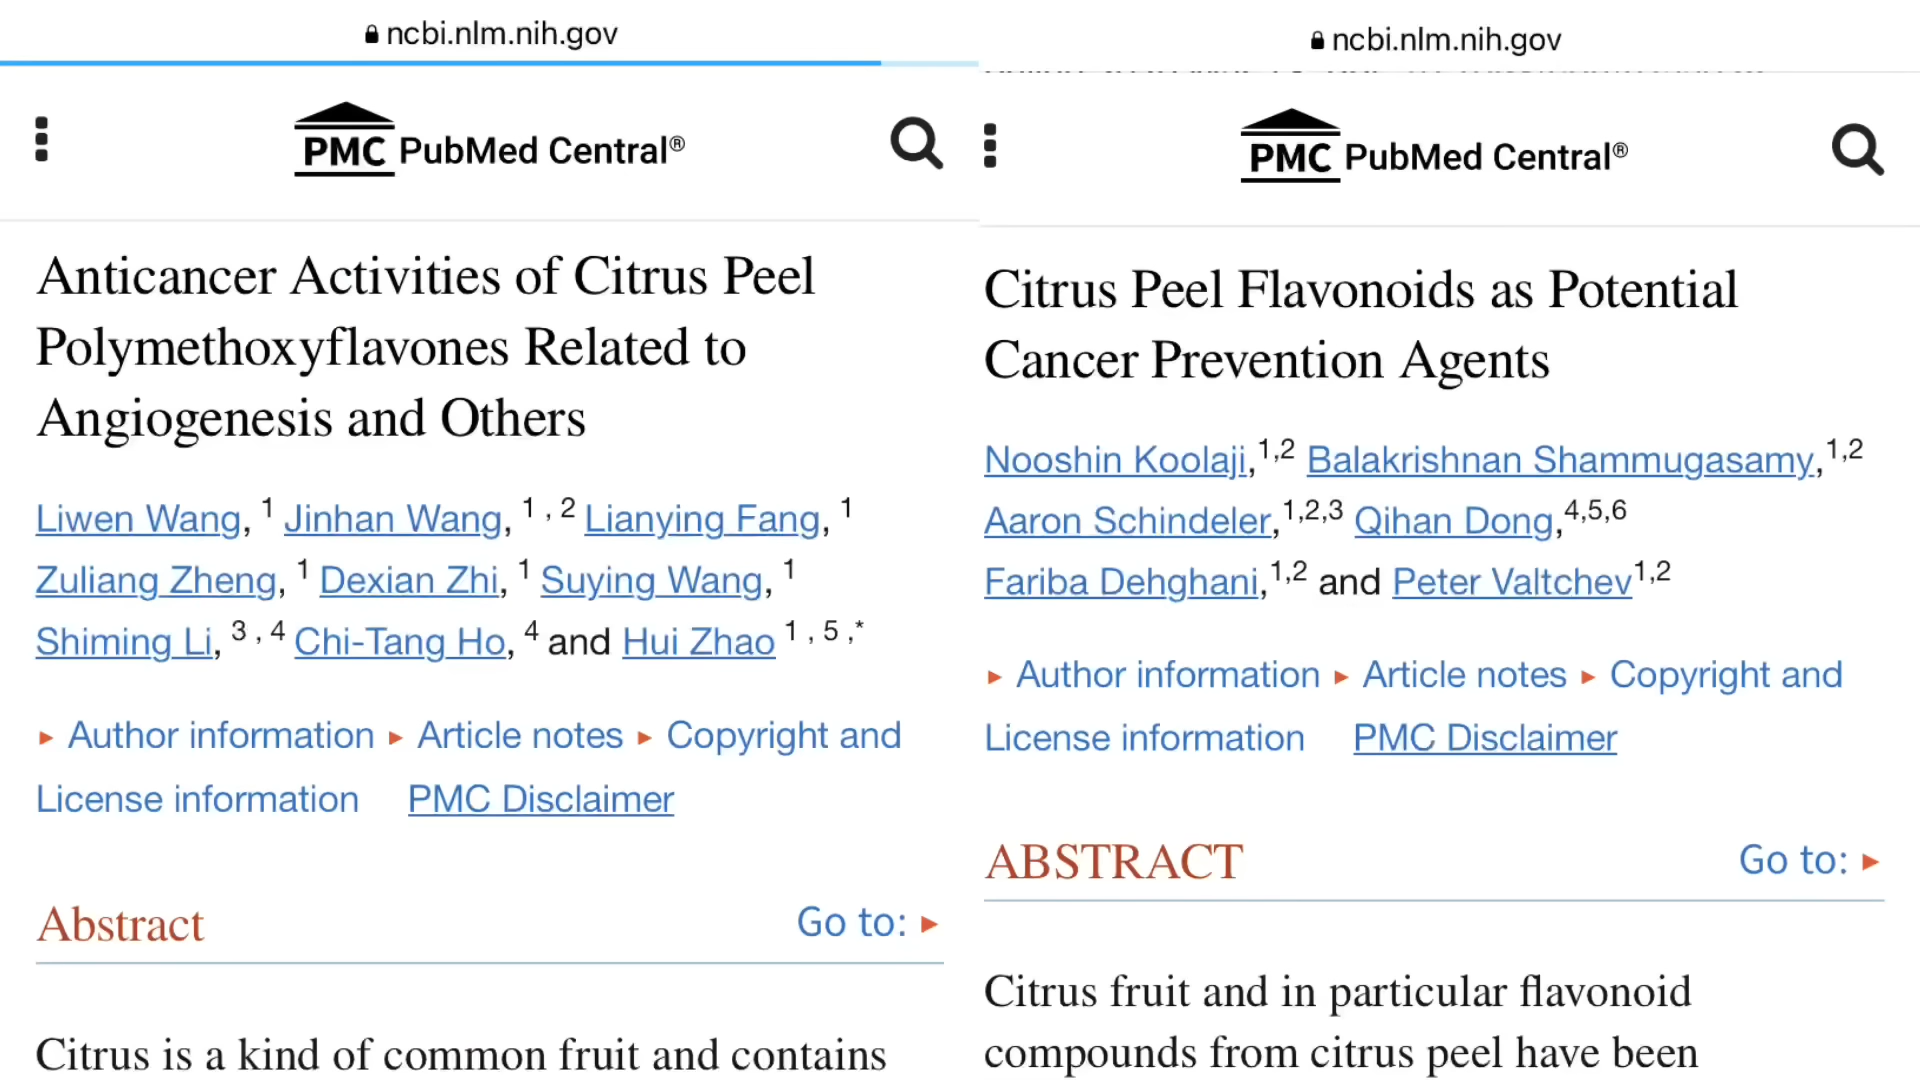 ncbi.nlm.nih.gov
PMC PubMed Central®
Anticancer Activities of Citrus Peel
Polymethoxyflavones Related to
Angiogenesis and Others
Liwen Wang, 1 Jinhan Wang, 1 , 2 Lianying Fang, 1
Zuliang Zheng, 1 Dexian Zhi, 1 Suying Wang, 1
Shiming Li, 3 , 4 Chi-Tang Ho, 4 and Hui Zhao 1 , 5 ,*
▸ Author information ▸ Article notes ▸ Copyright and
License information PMC Disclaimer
Abstract Go to: ▸
Citrus is a kind of common fruit and contains
ncbi.nlm.nih.gov
PMC PubMed Central®
Citrus Peel Flavonoids as Potential
Cancer Prevention Agents
Nooshin Koolaji,1,2 Balakrishnan Shammugasamy,1,2
Aaron Schindeler,1,2,3 Qihan Dong,4,5,6
Fariba Dehghani,1,2 and Peter Valtchev1,2
▸ Author information ▸ Article notes ▸ Copyright and
License information PMC Disclaimer
ABSTRACT Go to: ▸
Citrus fruit and in particular flavonoid
compounds from citrus peel have been